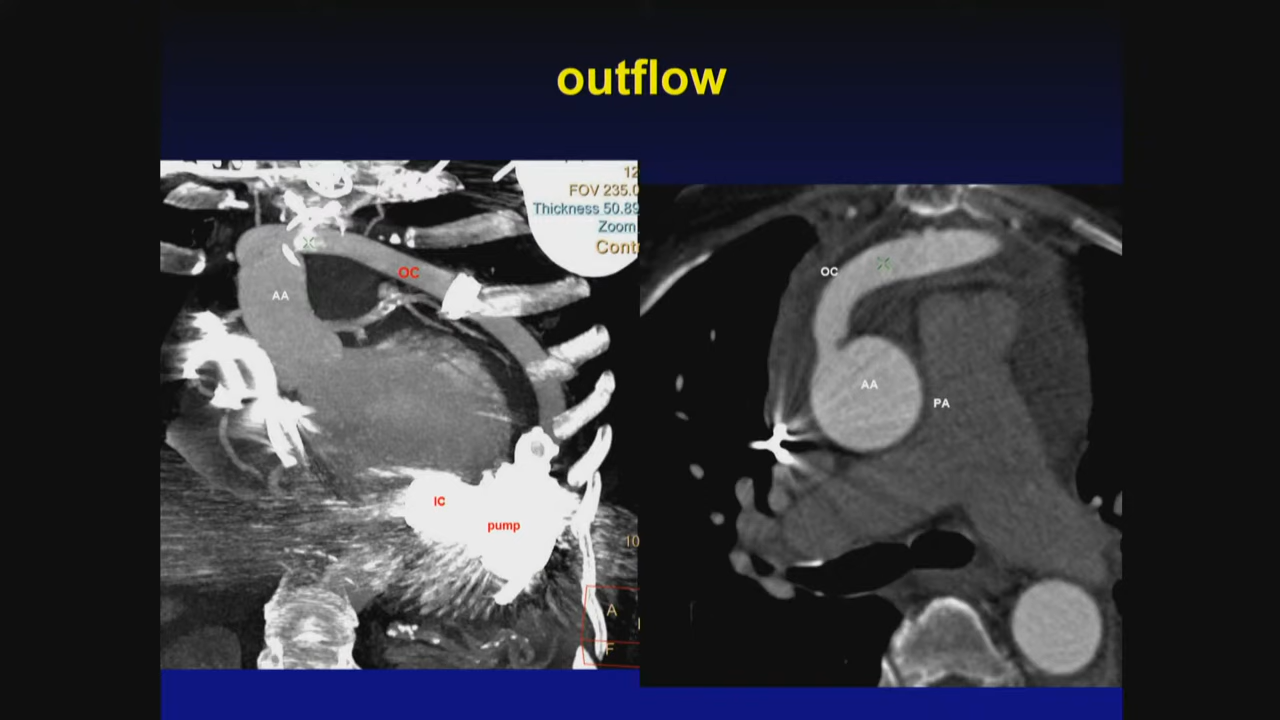 outflow
12
FOV 235.0
Thickness 50.89
Zoom
Cont
OC
AA
IC
pump
10
A
F
OC
AA
PA